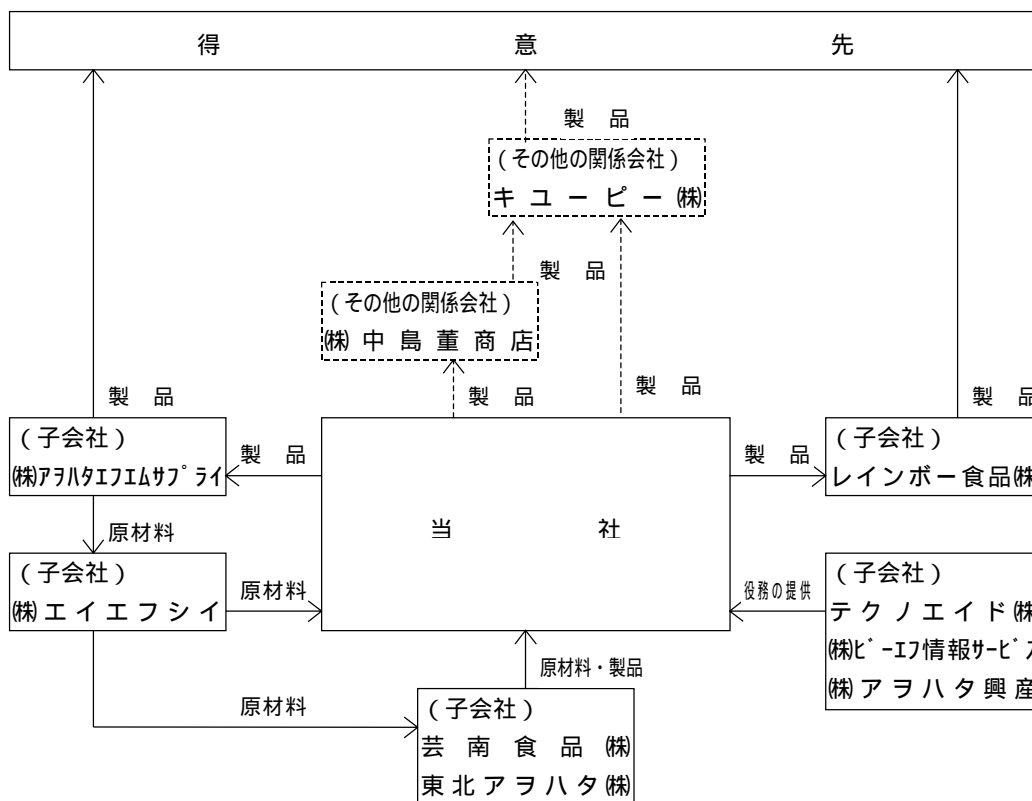 得 意 先
製 品
(その他の関係会社)
キユーピー㈱
製 品
(その他の関係会社)
㈱中島董商店
製 品
製 品
製 品
製 品
(子会社)
㈱アヲハタエフエムサプライ
製 品
製 品
(子会社)
レインボー食品㈱
原材料
当 社
(子会社)
㈱エイエフシイ
原材料
役務の提供
(子会社)
テクノエイド㈱
㈱ビーエフ情報サービス
㈱アヲハタ興産
原材料・製品
原材料
(子会社)
芸南食品㈱
東北アヲハタ㈱